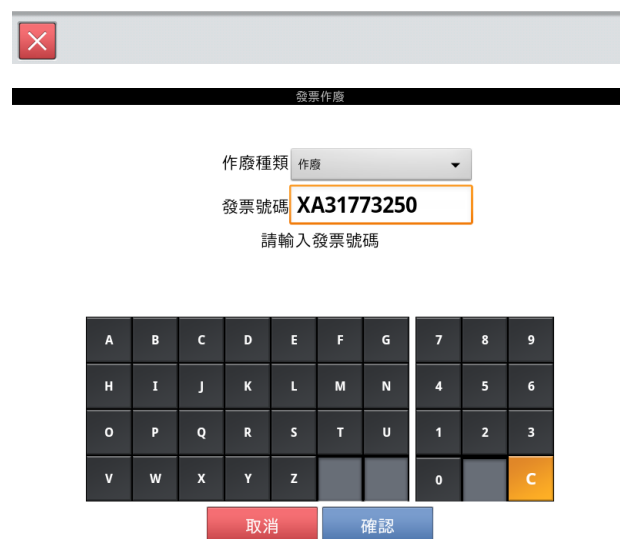 發票作廢
作廢種類 作廢
發票號碼 XA31773250
請輸入發票號碼
A B C D E F G 7 8 9
H I J K L M N 4 5 6
O P Q R S T U 1 2 3
V W X Y Z 0 C
取消 確認